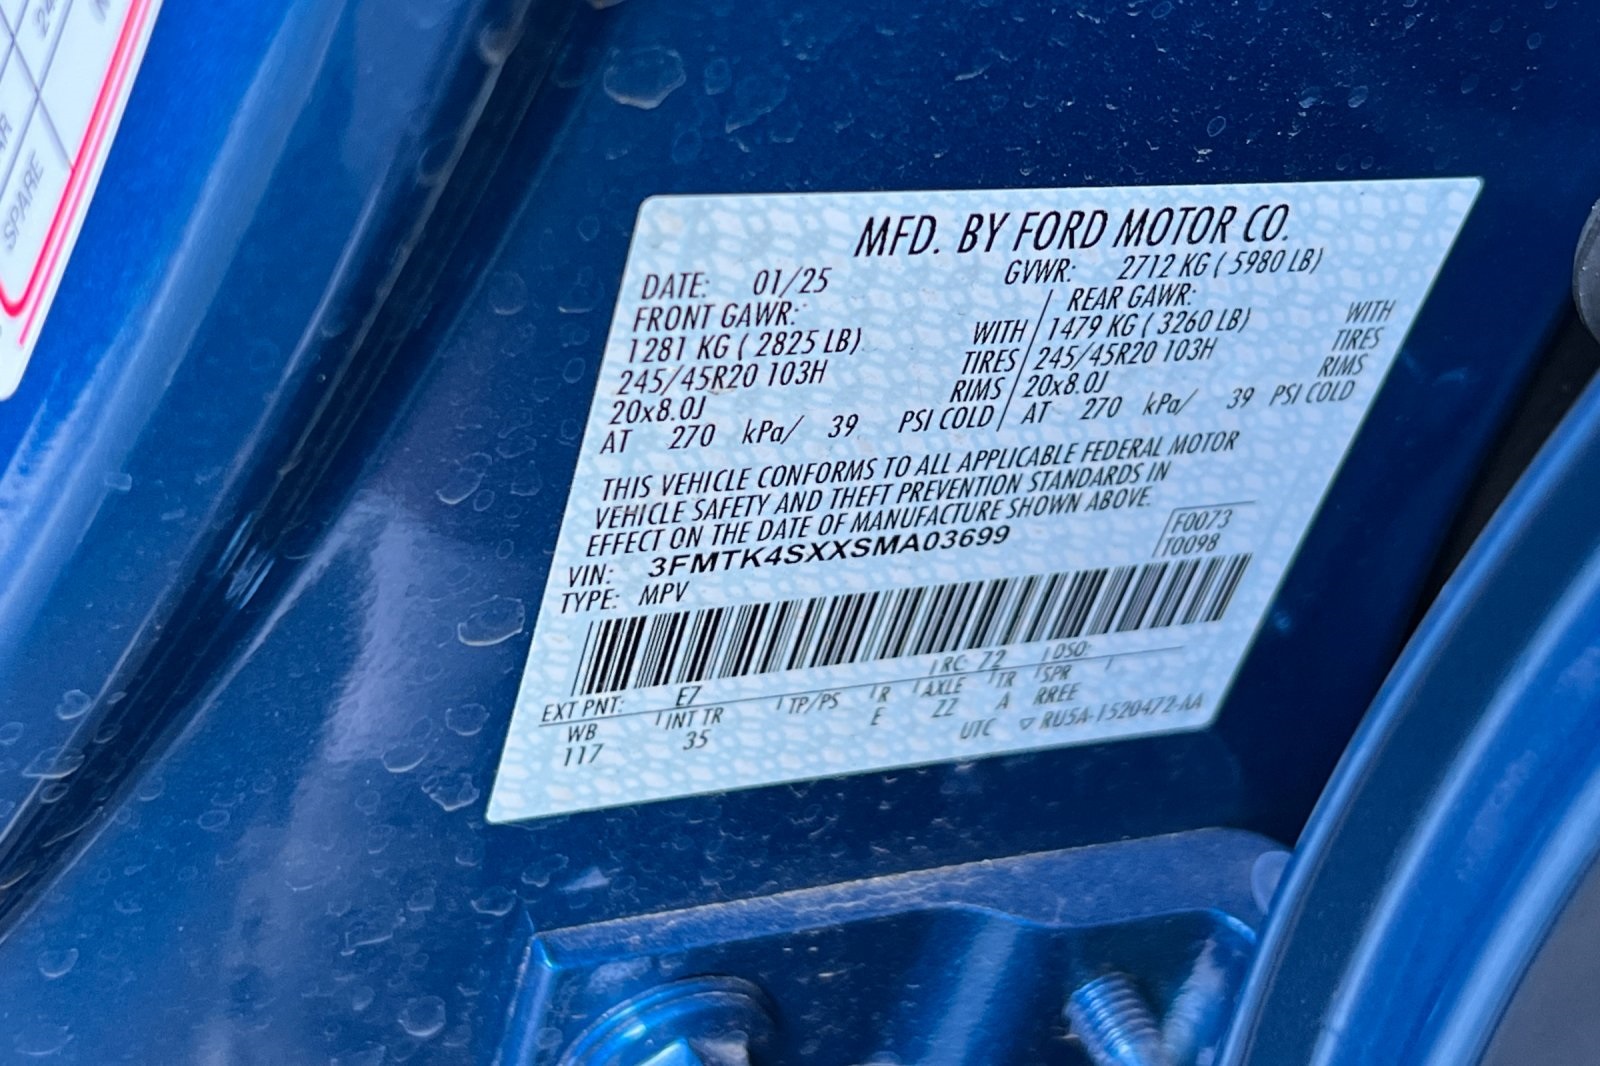 SPARE
MFD. BY FORD MOTOR CO.
DATE: 01/25 GVWR: 2712 KG ( 5980 LB)
FRONT GAWR: REAR GAWR:
1281 KG ( 2825 LB) WITH 1479 KG ( 3260 LB) WITH
245/45R20 103H TIRES 245/45R20 103H TIRES
20x8.0J RIMS 20x8.0J RIMS
AT 270 kPa/ 39 PSI COLD AT 270 kPa/ 39 PSI COLD
THIS VEHICLE CONFORMS TO ALL APPLICABLE FEDERAL MOTOR
VEHICLE SAFETY AND THEFT PREVENTION STANDARDS IN
EFFECT ON THE DATE OF MANUFACTURE SHOWN ABOVE.
VIN: 3FMTK4SXXSMA03699 F0073
TYPE: MPV T0098
EXT PNT: E7 RC: 72 DSO:
WB INT TR TP/PS R AXLE TR SPR
117 35 E ZZ A RREE
UTC ▽ RU5A-1520472-AA